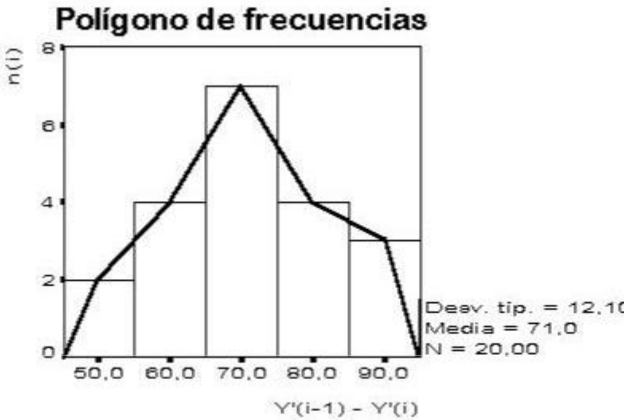 Polígono de frecuencias
n(i)
8
6
4
2
0
50,0 60,0 70,0 80,0 90,0
Y'(i-1) - Y'(i)
Desv. típ. = 12,10
Media = 71,0
N = 20,00